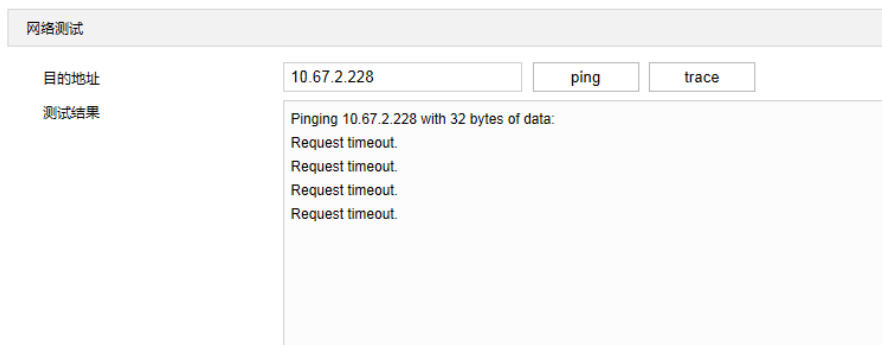 网络测试
目的地址 10.67.2.228 ping trace
测试结果
Pinging 10.67.2.228 with 32 bytes of data:
Request timeout.
Request timeout.
Request timeout.
Request timeout.